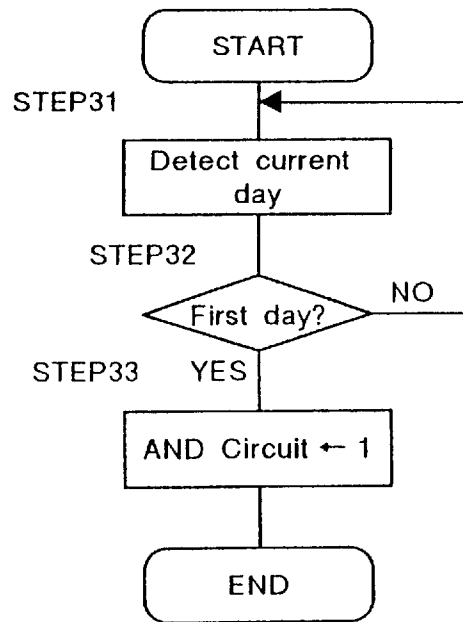 START
STEP31
Detect current
day
STEP32
First day?
NO
STEP33
YES
AND Circuit ← 1
END